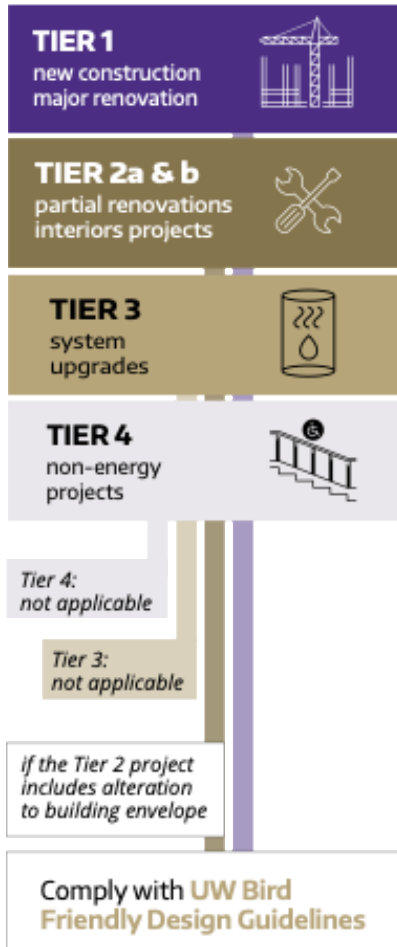 TIER 1
new construction
major renovation
TIER 2a & b
partial renovations
interiors projects
TIER 3
system
upgrades
TIER 4
non-energy
projects
Tier 4:
not applicable
Tier 3:
not applicable
if the Tier 2 project
includes alteration
to building envelope
Comply with UW Bird
Friendly Design Guidelines